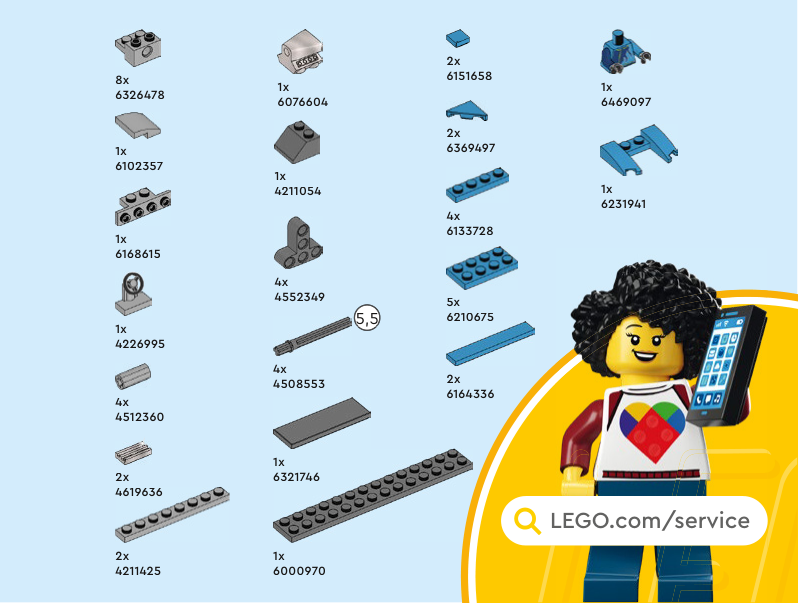 8x
6326478
1x
6102357
1x
6168615
1x
4226995
4x
4512360
2x
4619636
2x
4211425
1x
6076604
1x
4211054
4x
4552349
5,5
4x
4508553
1x
6321746
1x
6000970
2x
6151658
2x
6369497
4x
6133728
5x
6210675
2x
6164336
1x
6469097
1x
6231941
LEGO.com/service